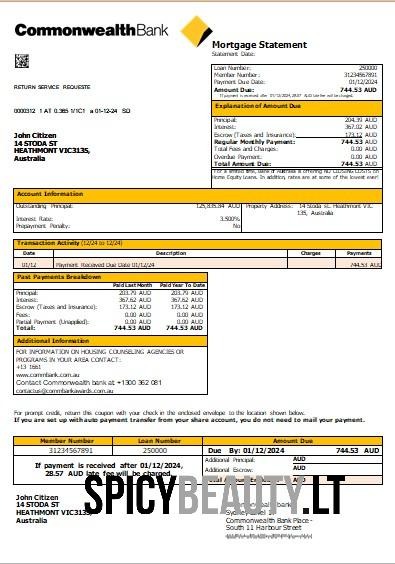 CommonwealthBank
Mortgage Statement
Statement Date:
Loan Number: 250000
Member Number: 31234567891
Payment Due Date: 01/12/2024
Amount Due: 744.53 AUD
If payment is received after 01/12/2024, 28.57 AUD late fee will be charged.
RETURN SERVICE REQUESTE
0000312 1 AT 0.365 1/1C1 a 01-12-24 SD
Explanation of Amount Due
Principal: 204.39 AUD
Interest: 367.02 AUD
Escrow (Taxes and Insurance): 173.12 AUD
Regular Monthly Payment: 744.53 AUD
Total Fees and Charges: 0.00 AUD
Overdue Payment: 0.00 AUD
Total Amount Due: 744.53 AUD
John Citizen
14 STODA ST
HEATHMONT VIC3135,
Australia
For a limited time, Bank of Australia is offering NO CLOSING COSTS on
Home Equity Loans. In addition, rates are at some of the lowest ever!
Account Information
Outstanding Principal: 125,835.84 AUD
Interest Rate: 3.500%
Prepayment Penalty: No
Property Address: 14 Stoda st. Heathmont VIC
135, Australia
Transaction Activity (12/24 to 12/24)
Date Description Charges Payments
01/12 Payment Received Due Date 01/12/24 744.53 AUD
Past Payments Breakdown
Paid Last Month Paid Year To Date
Principal: 203.79 AUD 203.79 AUD
Interest: 367.62 AUD 367.62 AUD
Escrow (Taxes and Insurance): 173.12 AUD 173.12 AUD
Fees: 0.00 AUD 0.00 AUD
Partial Payment (Unapplied): 0.00 AUD 0.00 AUD
Total: 744.53 AUD 744.53 AUD
Additional Information
FOR INFORMATION ON HOUSING COUNSELING AGENCIES OR
PROGRAMS IN YOUR AREA CONTACT:
+13 1661
www.commbank.com.au
Contact Commonwealth bank at +1300 362 081
contactus@commbankawards.com.au
For prompt credit, return this coupon with your check in the enclosed envelope to the location shown below.
If you are set up with auto payment transfer from your share account, you do not need to mail your payment.
Member Number Loan Number Amount Due
31234567891 250000 Due By: 01/12/2024 744.53 AUD
Additional Principal: AUD
Additional Escrow: AUD
AUD
If payment is received after 01/12/2024,
28.57 AUD late fee will be charged.
SPICYBEAUTY.LT
John Citizen
14 STODA ST
HEATHMONT VIC3135,
Australia
Commonwealth Bank Place -
South 11 Harbour Street